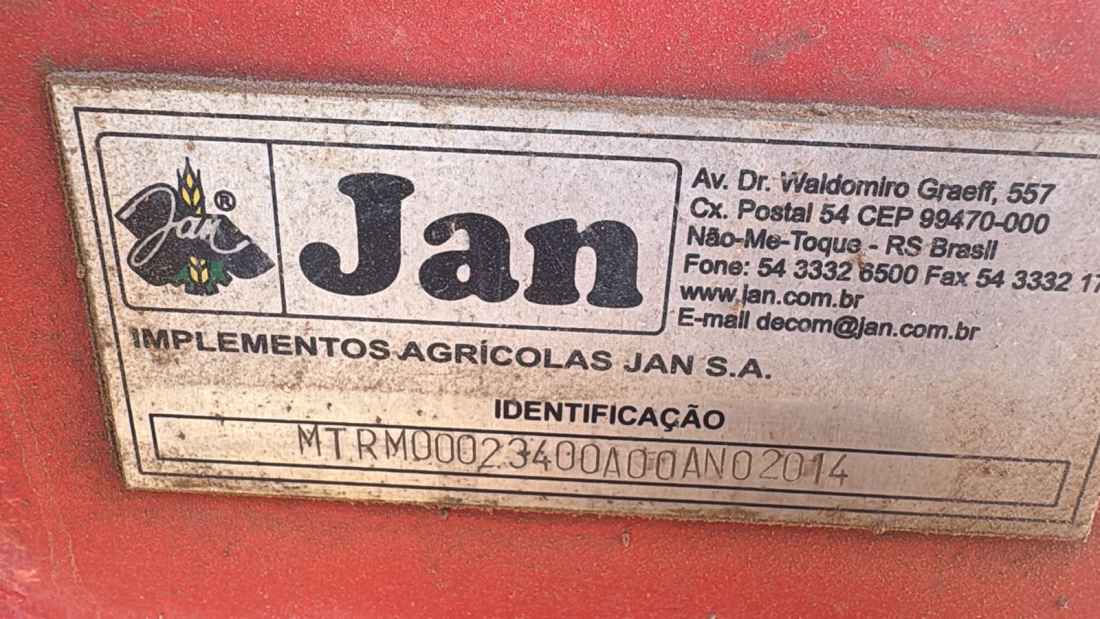 Jan ®
Jan
Av. Dr. Waldomiro Graeff, 557
Cx. Postal 54 CEP 99470-000
Não-Me-Toque - RS Brasil
Fone: 54 3332 6500 Fax 54 3332 17
www.jan.com.br
E-mail decom@jan.com.br
IMPLEMENTOS AGRÍCOLAS JAN S.A.
IDENTIFICAÇÃO
MTRM00023400A00ANO2014